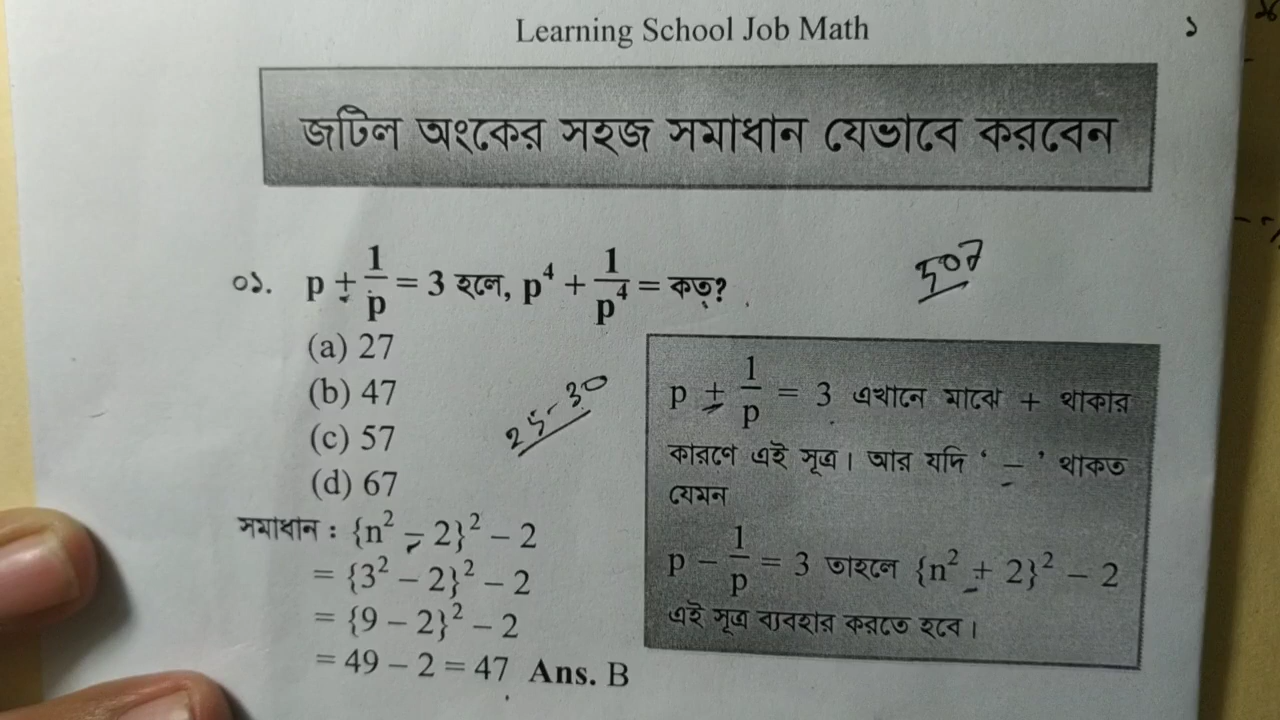 Learning School Job Math
১
জটিল অংকের সহজ সমাধান যেভাবে করবেন
০১. p + 1/p = 3 হলে, p⁴ + 1/p⁴ = কত?
(a) 27
(b) 47
(c) 57
(d) 67
25-30
সমাধান : {n² – 2}² – 2
= {3² – 2}² – 2
= {9 – 2}² – 2
= 49 – 2 = 47 Ans. B
p + 1/p = 3 এখানে মাঝে + থাকার
কারণে এই সূত্র। আর যদি ‘ – ’ থাকত
যেমন
p – 1/p = 3 তাহলে {n² + 2}² – 2
এই সূত্র ব্যবহার করতে হবে।